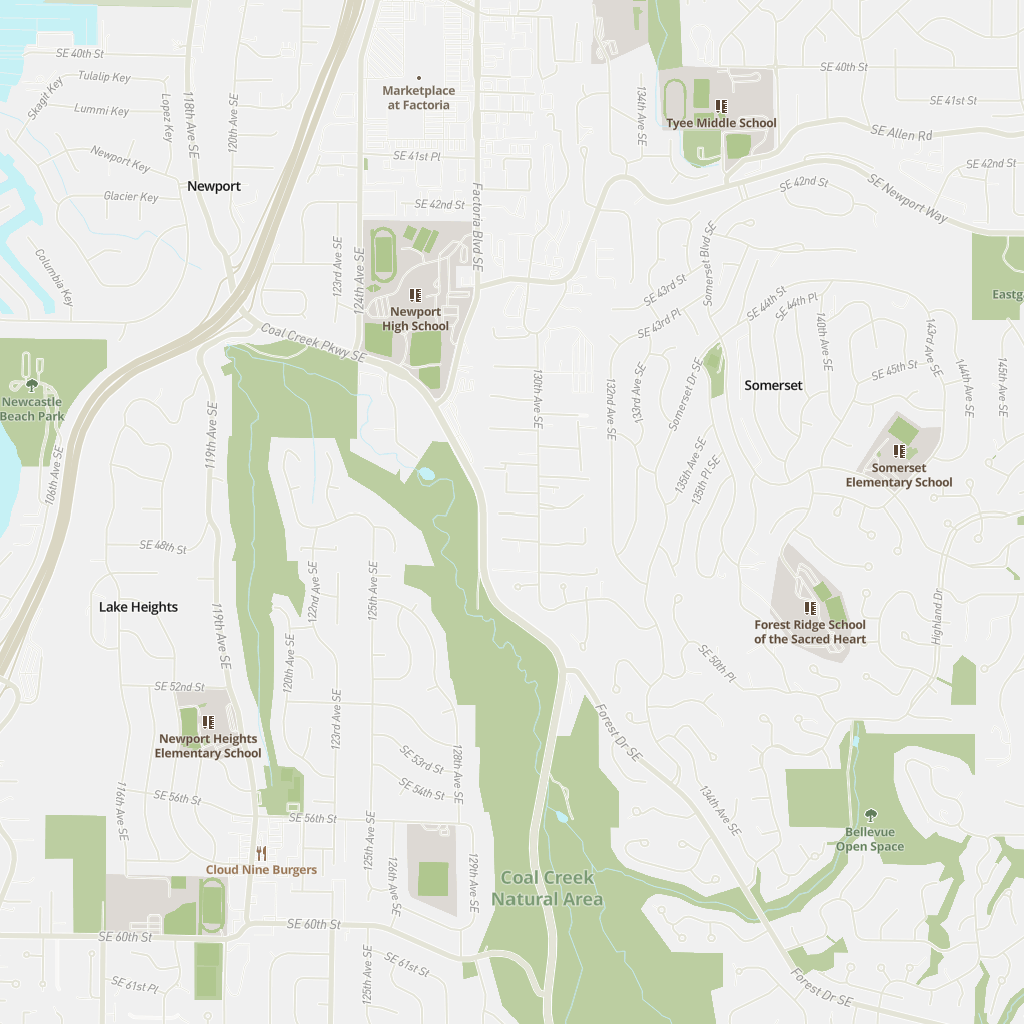 SE 40th St
Tulalip Key
Skagit Key
Lummi Key
Lopez Key
118th Ave SE
120th Ave SE
Newport Key
Glacier Key
Newport
Columbia Key
Marketplace
at Factoria
SE 41st Pl
SE 42nd St
Factoria Blvd SE
134th Ave SE
Tyee Middle School
SE 40th St
SE 41st St
SE Allen Rd
SE 42nd St
SE 42nd St
SE Newport Way
123rd Ave SE
124th Ave SE
Newport
High School
Coal Creek Pkwy SE
Somerset Blvd SE
SE 43rd St
SE 43rd Pl
SE 44th St
SE 44th Pl
140th Ave SE
143rd Ave SE
144th Ave SE
145th Ave SE
SE 45th St
Eastg
Newcastle
Beach Park
106th Ave SE
119th Ave SE
130th Ave SE
132nd Ave SE
133rd Ave SE
Somerset Dr SE
Somerset
135th Ave SE
135th Pl SE
Somerset
Elementary School
SE 48th St
Lake Heights
119th Ave SE
122nd Ave SE
125th Ave SE
120th Ave SE
Forest Ridge School
of the Sacred Heart
Highland Dr
SE 50th Pl
SE 52nd St
Newport Heights
Elementary School
123rd Ave SE
Forest Dr SE
SE 53rd St
SE 54th St
128th Ave SE
SE 56th St
116th Ave SE
SE 56th St
134th Ave SE
Bellevue
Open Space
Cloud Nine Burgers
125th Ave SE
126th Ave SE
129th Ave SE
Coal Creek
Natural Area
SE 60th St
SE 60th St
SE 61st St
SE 61st Pl
125th Ave SE
Forest Dr SE